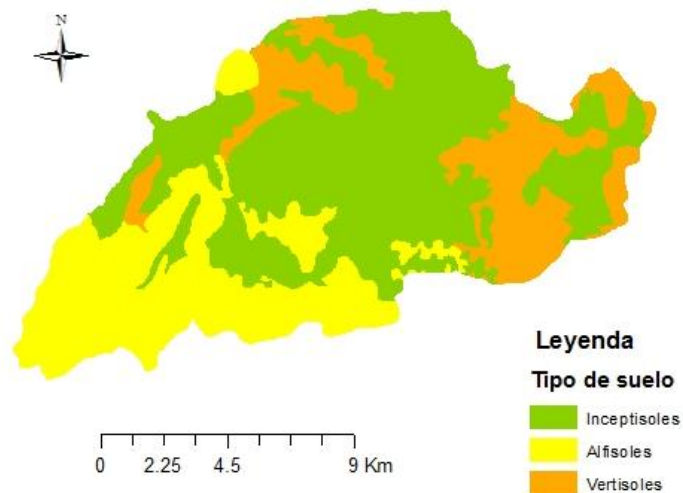 N
Leyenda
Tipo de suelo
Inceptisoles
Alfisoles
Vertisoles
0 2.25 4.5 9 Km